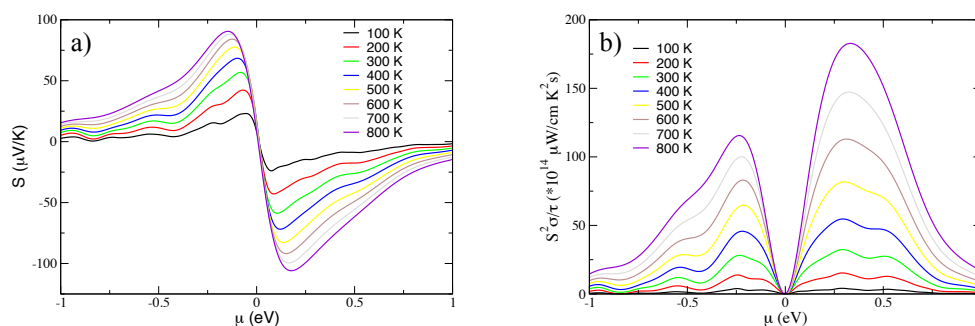 a)
100
50
0
-50
-100
S (μV/K)
100 K
200 K
300 K
400 K
500 K
600 K
700 K
800 K
-1
-0.5
0
0.5
1
μ (eV)
b)
200
150
100
50
0
S²σ/τ (*10¹⁴ μW/cm K²s)
100 K
200 K
300 K
400 K
500 K
600 K
700 K
800 K
-1
-0.5
0
0.5
μ (eV)